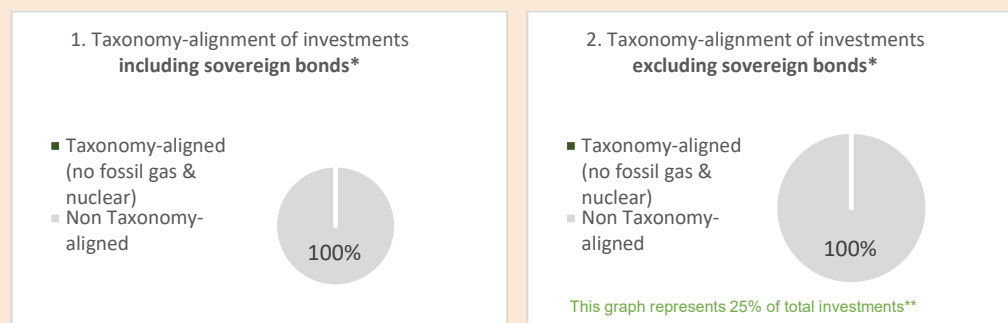 1. Taxonomy-alignment of investments
including sovereign bonds*
Taxonomy-aligned
(no fossil gas &
nuclear)
Non Taxonomy-
aligned
100%
2. Taxonomy-alignment of investments
excluding sovereign bonds*
Taxonomy-aligned
(no fossil gas &
nuclear)
Non Taxonomy-
aligned
100%
This graph represents 25% of total investments**